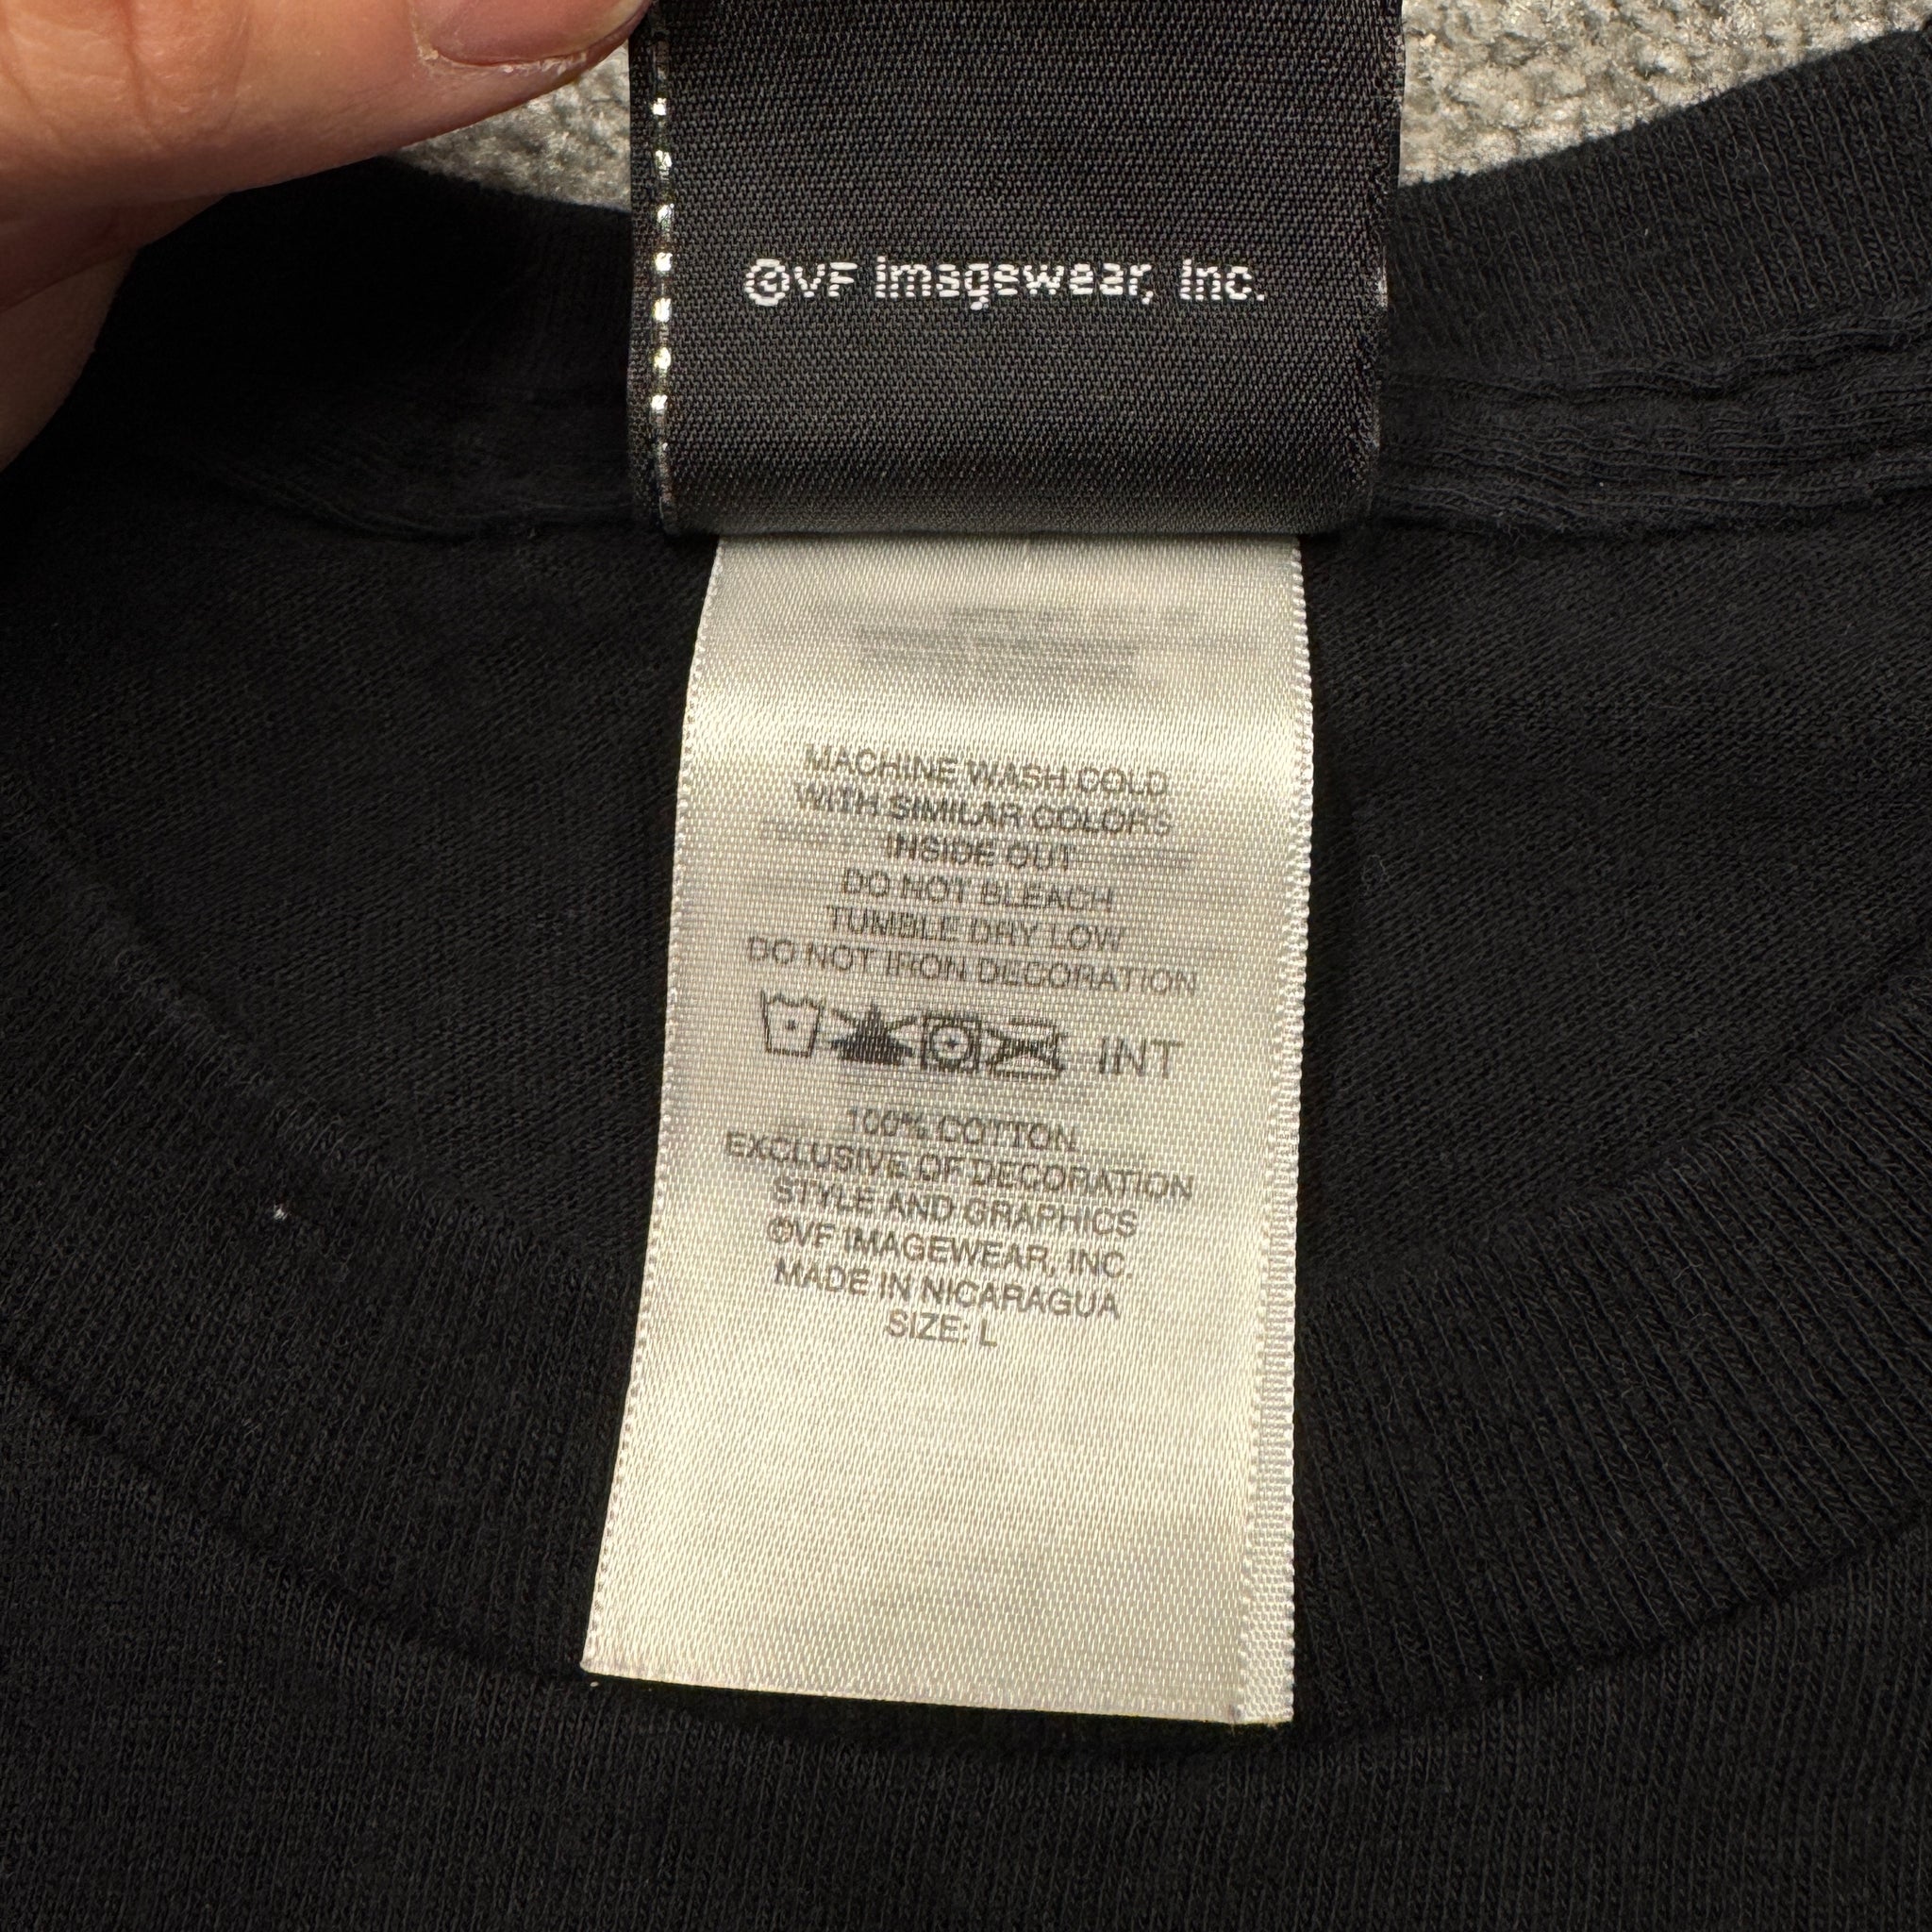 ©VF Imagewear, Inc.
MACHINE WASH COLD
WITH SIMILAR COLORS
INSIDE OUT
DO NOT BLEACH
TUMBLE DRY LOW
DO NOT IRON DECORATION
INT
100% COTTON
EXCLUSIVE OF DECORATION
STYLE AND GRAPHICS
©VF IMAGEWEAR, INC.
MADE IN NICARAGUA
SIZE: L